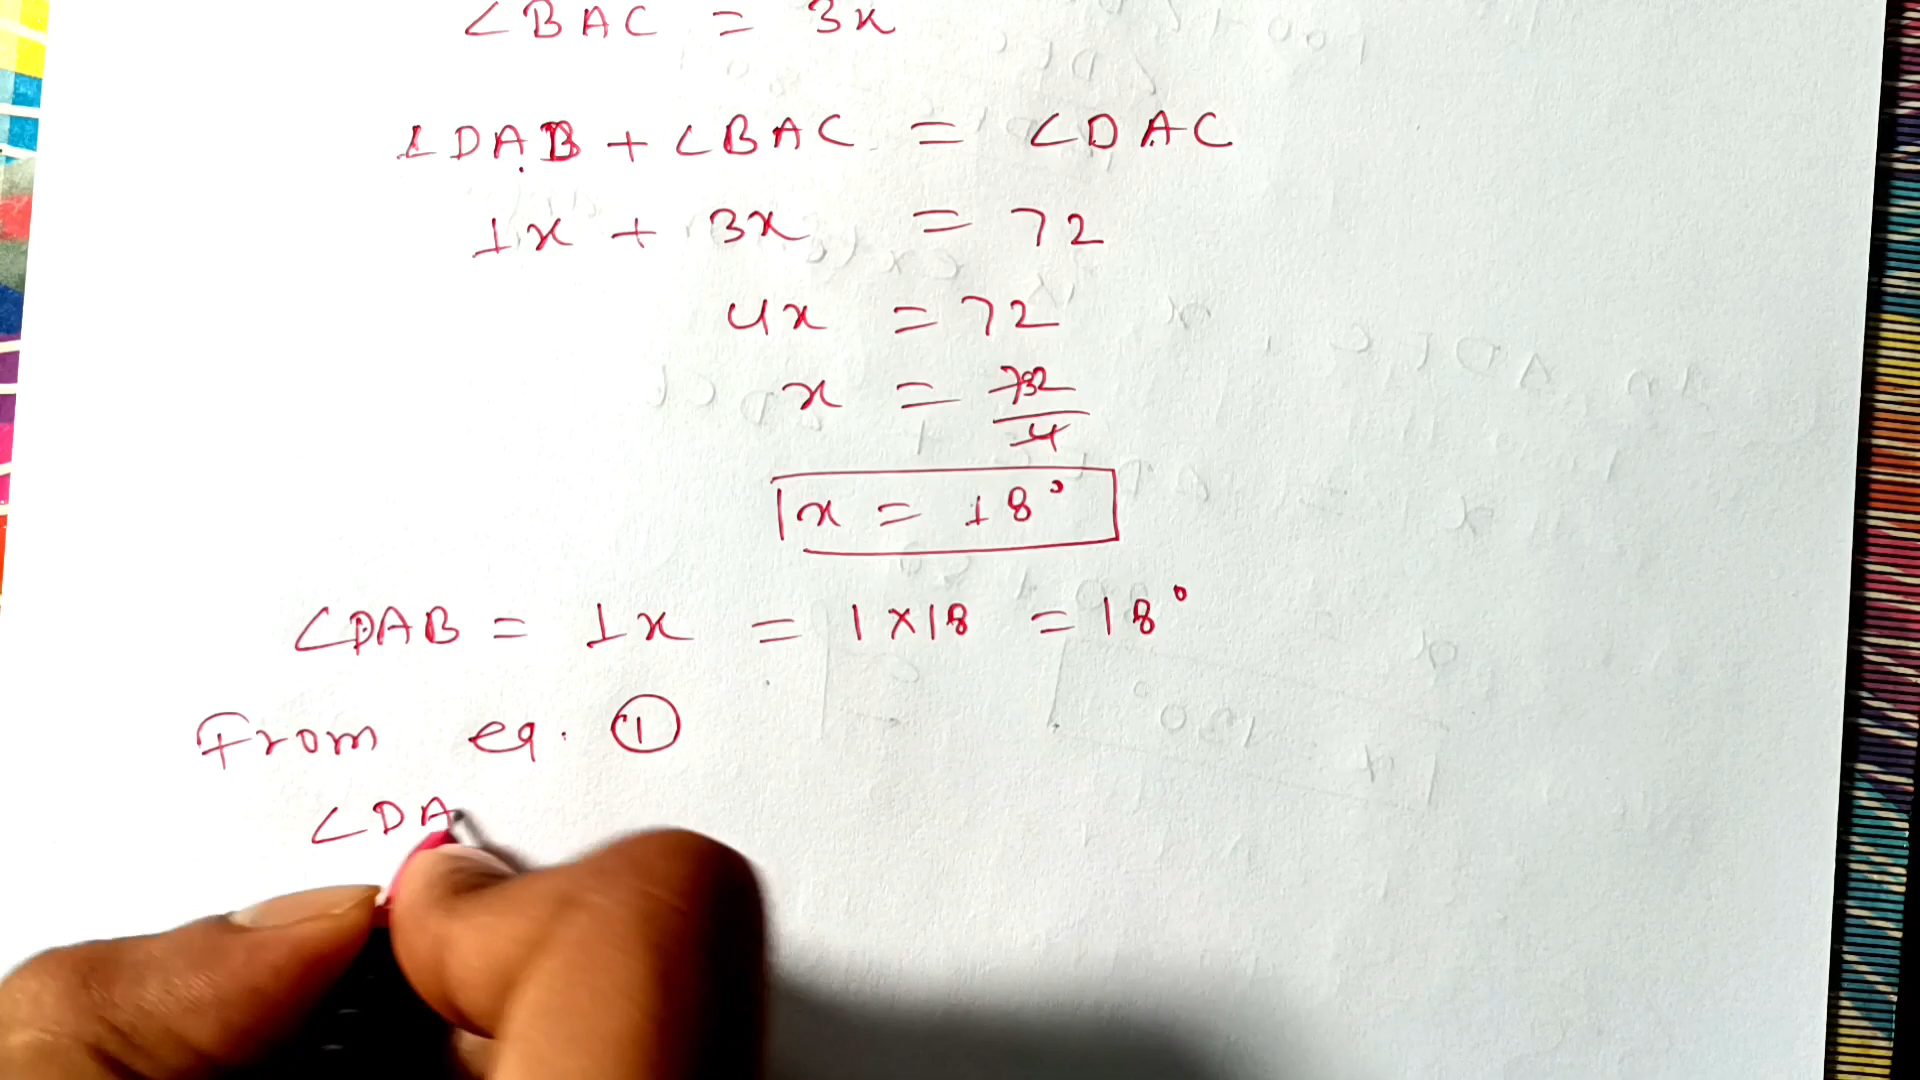 ∠BAC = 3x
∠DAB + ∠BAC = ∠DAC
1x + 3x = 72
4x = 72
x = 72/4
x = 18°
∠DAB = 1x = 1×18 = 18°
From eq. ①
∠DA